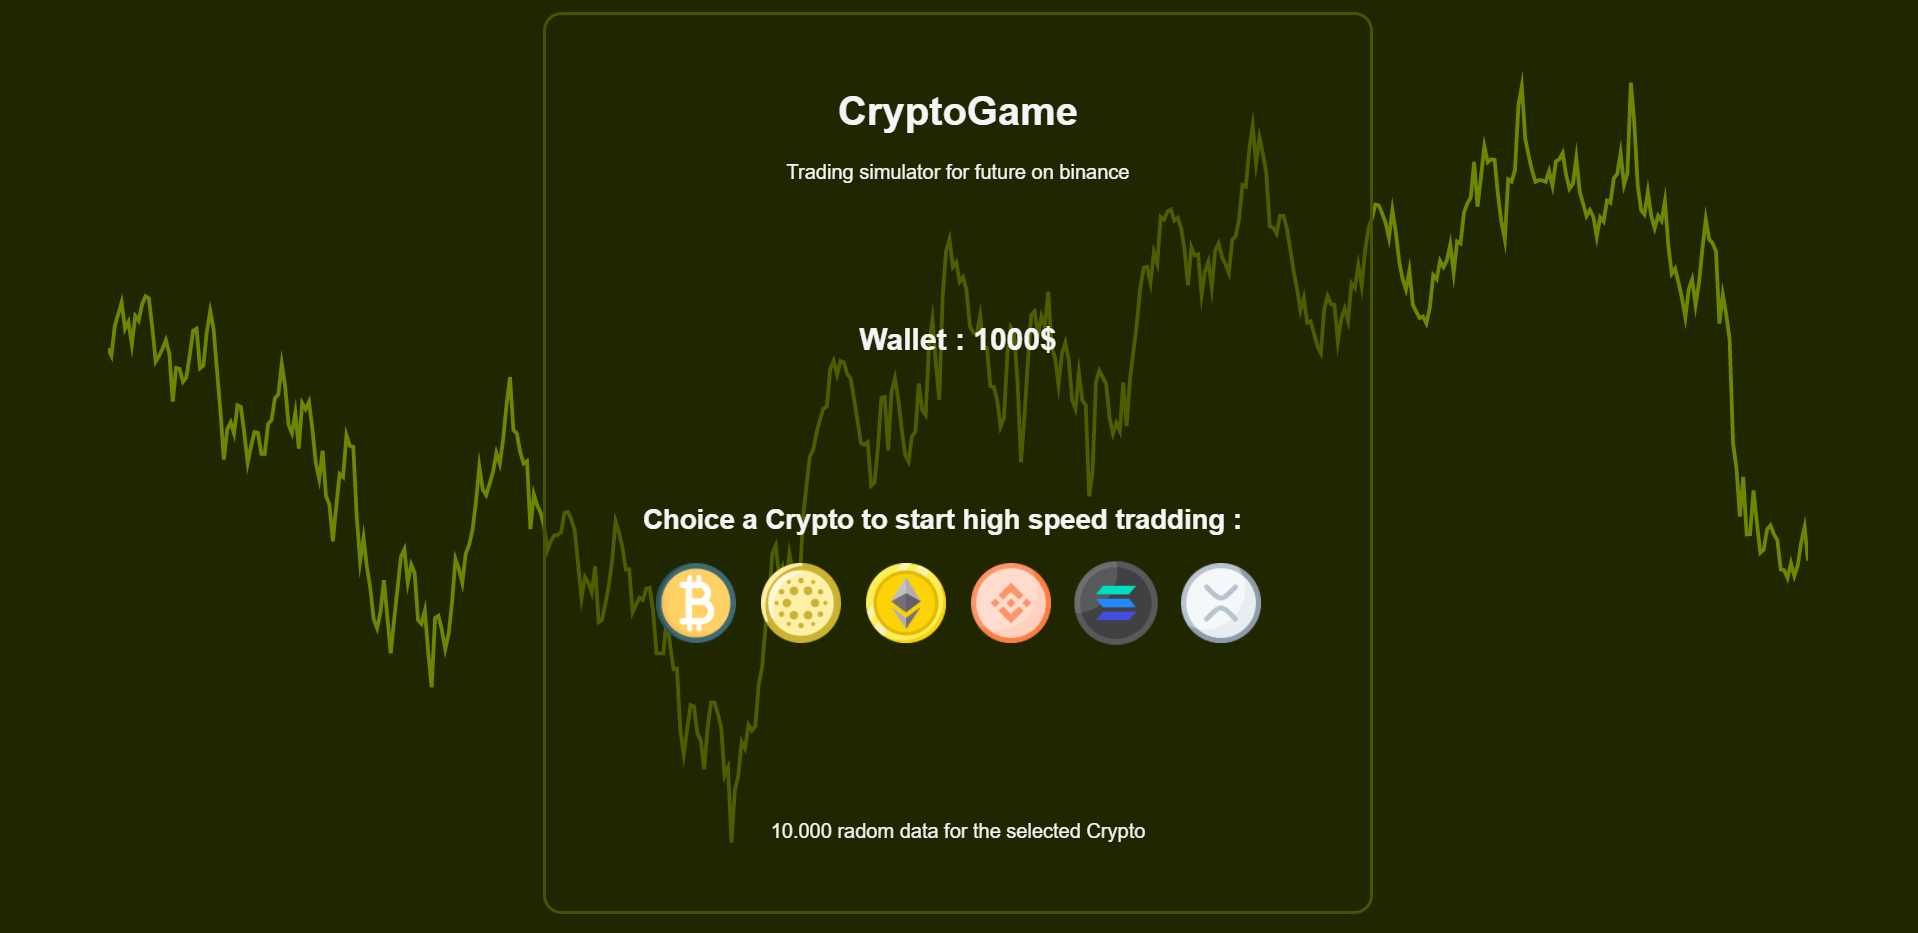 CryptoGame
Trading simulator for future on binance
Wallet : 1000$
Choice a Crypto to start high speed tradding :
10.000 radom data for the selected Crypto